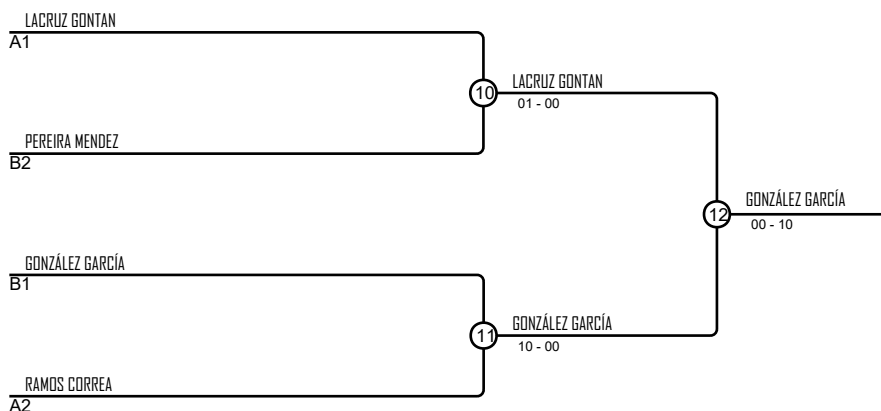 LACRUZ GONTAN
A1
10
LACRUZ GONTAN
01 - 00
PEREIRA MENDEZ
B2
12
GONZÁLEZ GARCÍA
00 - 10
GONZÁLEZ GARCÍA
B1
11
GONZÁLEZ GARCÍA
10 - 00
RAMOS CORREA
A2